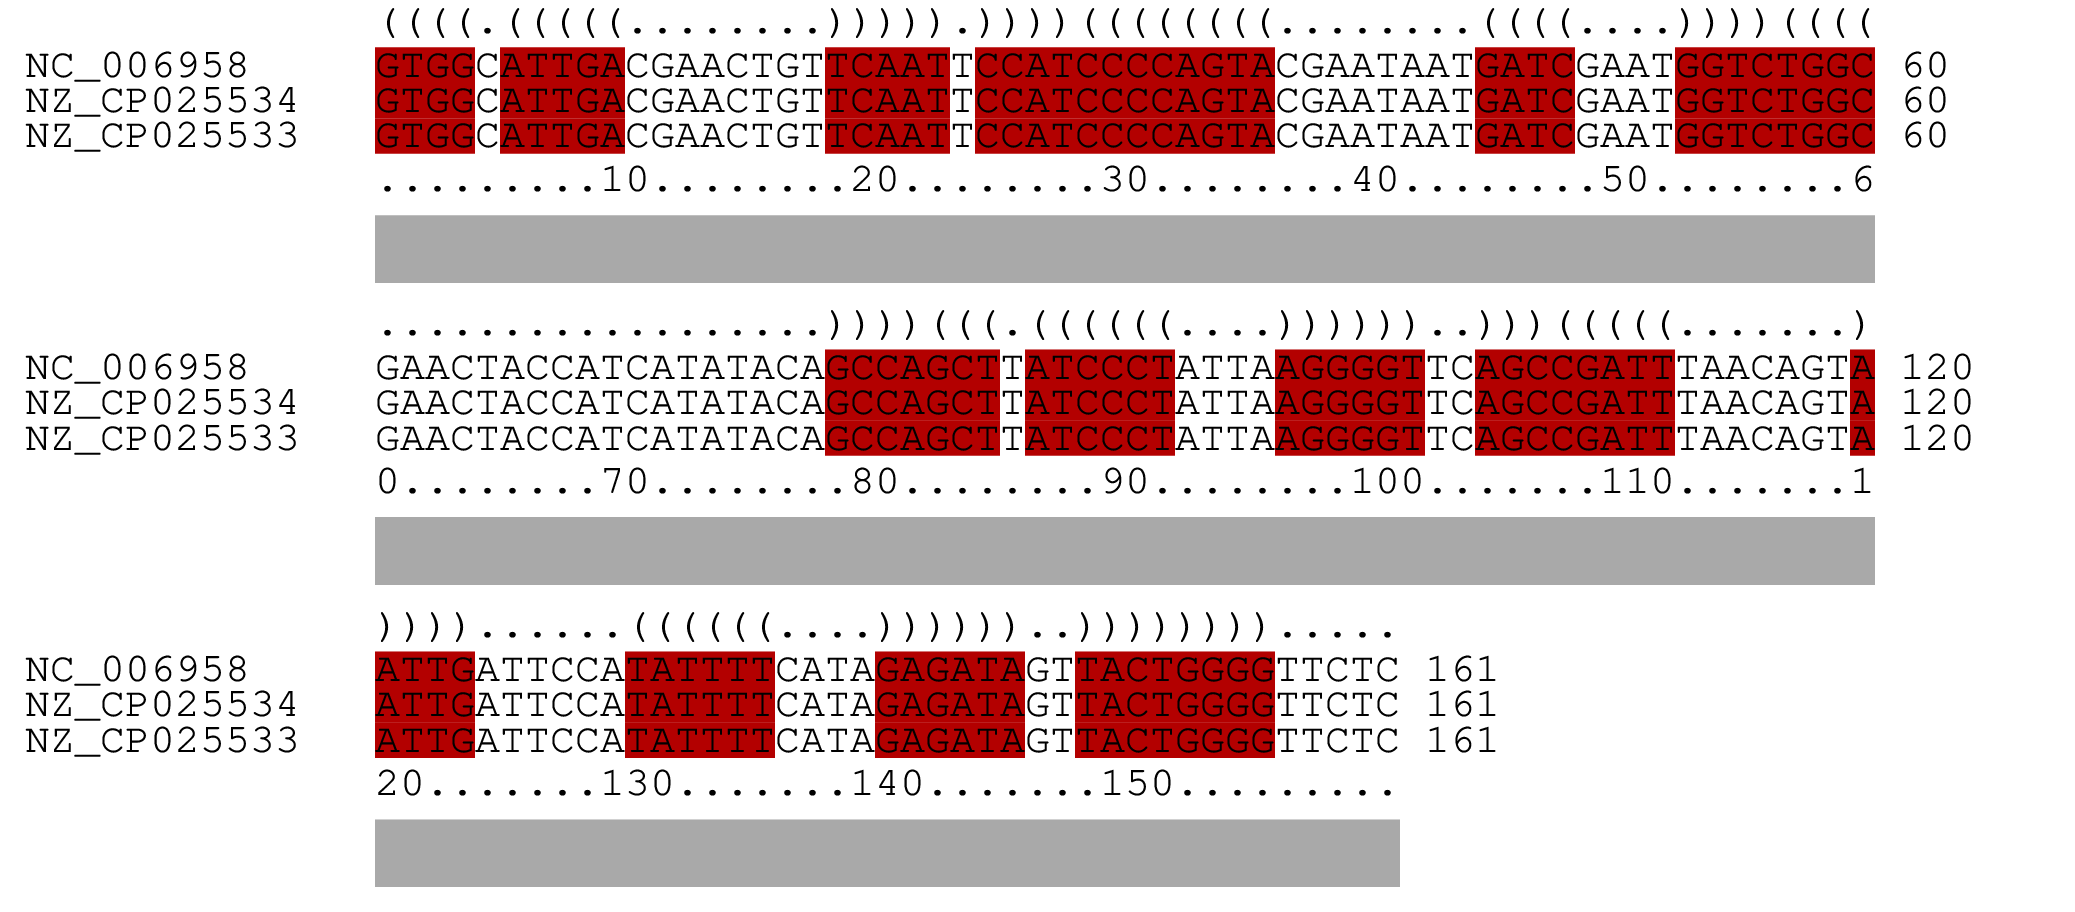 ((((.(((((........))))).))))((((((((........((((....))))((((
NC_006958 GTGGCATTGACGAACTGTTCAATTCCATCCCCAGTACGAATAATGATCGAATGGTCTGGC 60
NZ_CP025534 GTGGCATTGACGAACTGTTCAATTCCATCCCCAGTACGAATAATGATCGAATGGTCTGGC 60
NZ_CP025533 GTGGCATTGACGAACTGTTCAATTCCATCCCCAGTACGAATAATGATCGAATGGTCTGGC 60
.........10........20........30........40........50........6
..................))))(((.((((((....))))))..)))(((((.......)
NC_006958 GAACTACCATCATATACAGCCAGCTTATCCCTATTAAGGGGTTCAGCCGATTTAACAGTA 120
NZ_CP025534 GAACTACCATCATATACAGCCAGCTTATCCCTATTAAGGGGTTCAGCCGATTTAACAGTA 120
NZ_CP025533 GAACTACCATCATATACAGCCAGCTTATCCCTATTAAGGGGTTCAGCCGATTTAACAGTA 120
0........70........80........90........100.......110.......1
))))......((((((....))))))..)))))))).....
NC_006958 ATTGATTCCATATTTTCATAGAGATAGTTACTGGGGTTCTC 161
NZ_CP025534 ATTGATTCCATATTTTCATAGAGATAGTTACTGGGGTTCTC 161
NZ_CP025533 ATTGATTCCATATTTTCATAGAGATAGTTACTGGGGTTCTC 161
20.......130.......140.......150.........